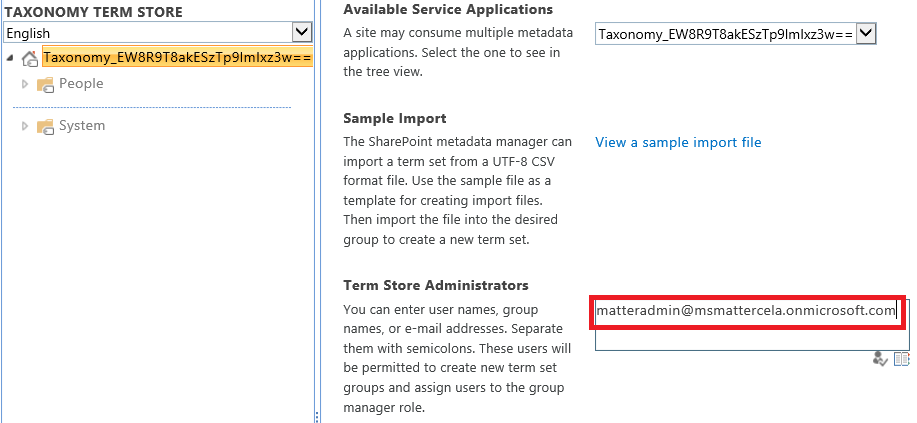 TAXONOMY TERM STORE
English
Taxonomy_EW8R9T8akESzTp9lmlxz3w==
People
System
Available Service Applications
A site may consume multiple metadata
applications. Select the one to see in
the tree view.
Taxonomy_EW8R9T8akESzTp9lmlxz3w==
Sample Import
The SharePoint metadata manager can
import a term set from a UTF-8 CSV
format file. Use the sample file as a
template for creating import files.
Then import the file into the desired
group to create a new term set.
View a sample import file
Term Store Administrators
You can enter user names, group
names, or e-mail addresses. Separate
them with semicolons. These users will
be permitted to create new term set
groups and assign users to the group
manager role.
matteradmin@msmattercela.onmicrosoft.com